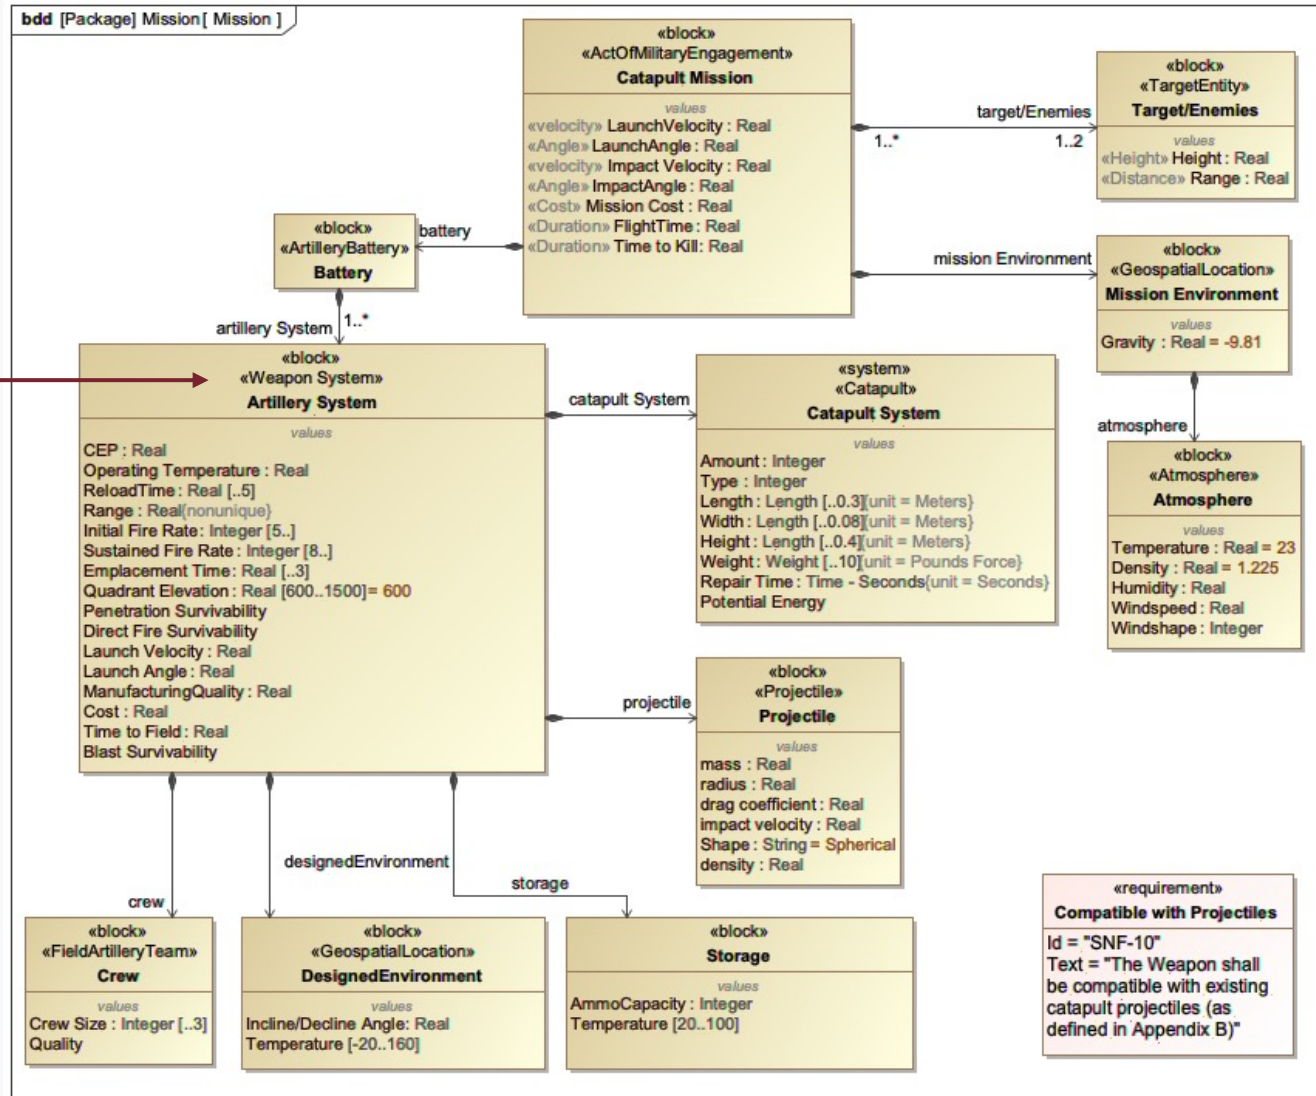 bdd [Package] Mission[ Mission ]
«block»
«ActOfMilitaryEngagement»
Catapult Mission
values
«velocity» LaunchVelocity : Real
«Angle» LaunchAngle : Real
«velocity» Impact Velocity : Real
«Angle» ImpactAngle : Real
«Cost» Mission Cost : Real
«Duration» FlightTime : Real
«Duration» Time to Kill: Real
target/Enemies
1..*
1..2
«block»
«TargetEntity»
Target/Enemies
values
«Height» Height : Real
«Distance» Range : Real
battery
«block»
«ArtilleryBattery»
Battery
mission Environment
«block»
«GeospatialLocation»
Mission Environment
values
Gravity : Real = -9.81
artillery System
1..*
«block»
«Weapon System»
Artillery System
values
CEP : Real
Operating Temperature : Real
ReloadTime : Real [..5]
Range : Real{nonunique}
Initial Fire Rate: Integer [5..]
Sustained Fire Rate : Integer [8..]
Emplacement Time : Real [..3]
Quadrant Elevation : Real [600..1500]= 600
Penetration Survivability
Direct Fire Survivability
Launch Velocity : Real
Launch Angle : Real
ManufacturingQuality : Real
Cost : Real
Time to Field : Real
Blast Survivability
catapult System
«system»
«Catapult»
Catapult System
values
Amount : Integer
Type : Integer
Length : Length [..0.3]{unit = Meters}
Width : Length [..0.08]{unit = Meters}
Height : Length [..0.4]{unit = Meters}
Weight : Weight [..10]{unit = Pounds Force}
Repair Time : Time - Seconds{unit = Seconds}
Potential Energy
atmosphere
«block»
«Atmosphere»
Atmosphere
values
Temperature : Real = 23
Density : Real = 1.225
Humidity : Real
Windspeed : Real
Windshape : Integer
projectile
«block»
«Projectile»
Projectile
values
mass : Real
radius : Real
drag coefficient : Real
impact velocity : Real
Shape : String = Spherical
density : Real
crew
designedEnvironment
storage
«block»
«FieldArtilleryTeam»
Crew
values
Crew Size : Integer [..3]
Quality
«block»
«GeospatialLocation»
DesignedEnvironment
values
Incline/Decline Angle: Real
Temperature [-20..160]
«block»
Storage
values
AmmoCapacity : Integer
Temperature [20..100]
«requirement»
Compatible with Projectiles
Id = "SNF-10"
Text = "The Weapon shall
be compatible with existing
catapult projectiles (as
defined in Appendix B)"